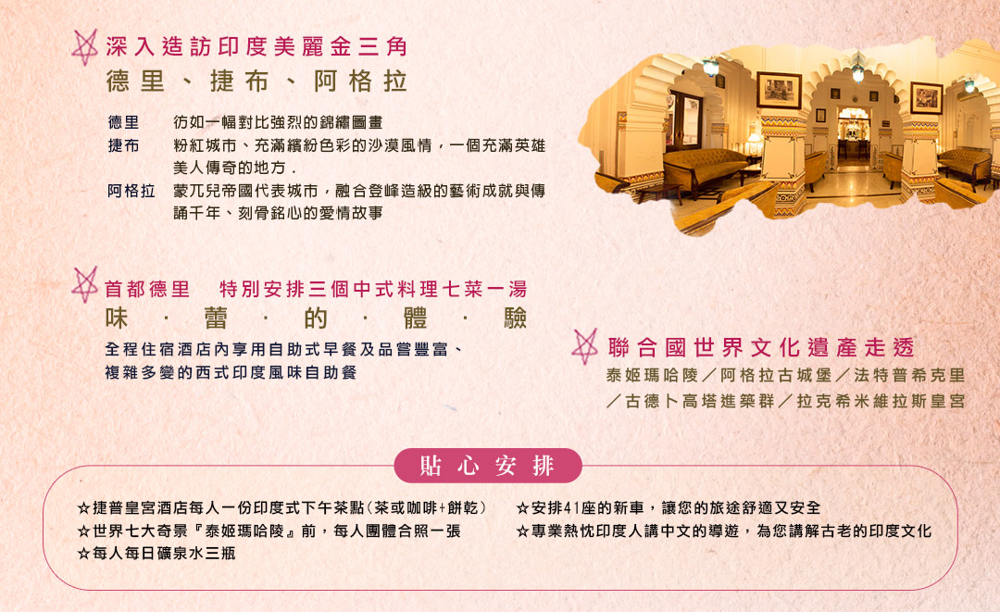 深入造訪印度美麗金三角
德里、捷布、阿格拉
德里 彷如一幅對比強烈的錦繡圖畫
捷布 粉紅城市、充滿繽紛色彩的沙漠風情，一個充滿英雄
美人傳奇的地方.
阿格拉 蒙兀兒帝國代表城市，融合登峰造級的藝術成就與傳
誦千年、刻骨銘心的愛情故事
首都德里 特別安排三個中式料理七菜一湯
味·蕾·的·體·驗
全程住宿酒店內享用自助式早餐及品嘗豐富、
複雜多變的西式印度風味自助餐
聯合國世界文化遺產走透
泰姬瑪哈陵／阿格拉古城堡／法特普希克里
／古德卜高塔進築群／拉克希米維拉斯皇宮
貼心安排
☆捷普皇宮酒店每人一份印度式下午茶點(茶或咖啡+餅乾)
☆世界七大奇景『泰姬瑪哈陵』前，每人團體合照一張
☆每人每日礦泉水三瓶
☆安排41座的新車，讓您的旅途舒適又安全
☆專業熱忱印度人講中文的導遊，為您講解古老的印度文化